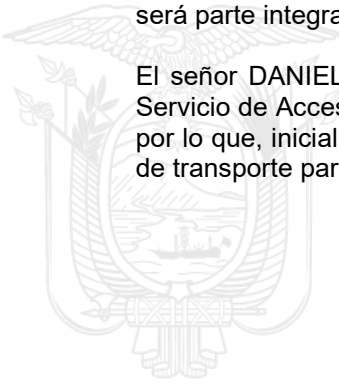 será parte integra
El señor DANIEL
Servicio de Acces
por lo que, inicial
de transporte par